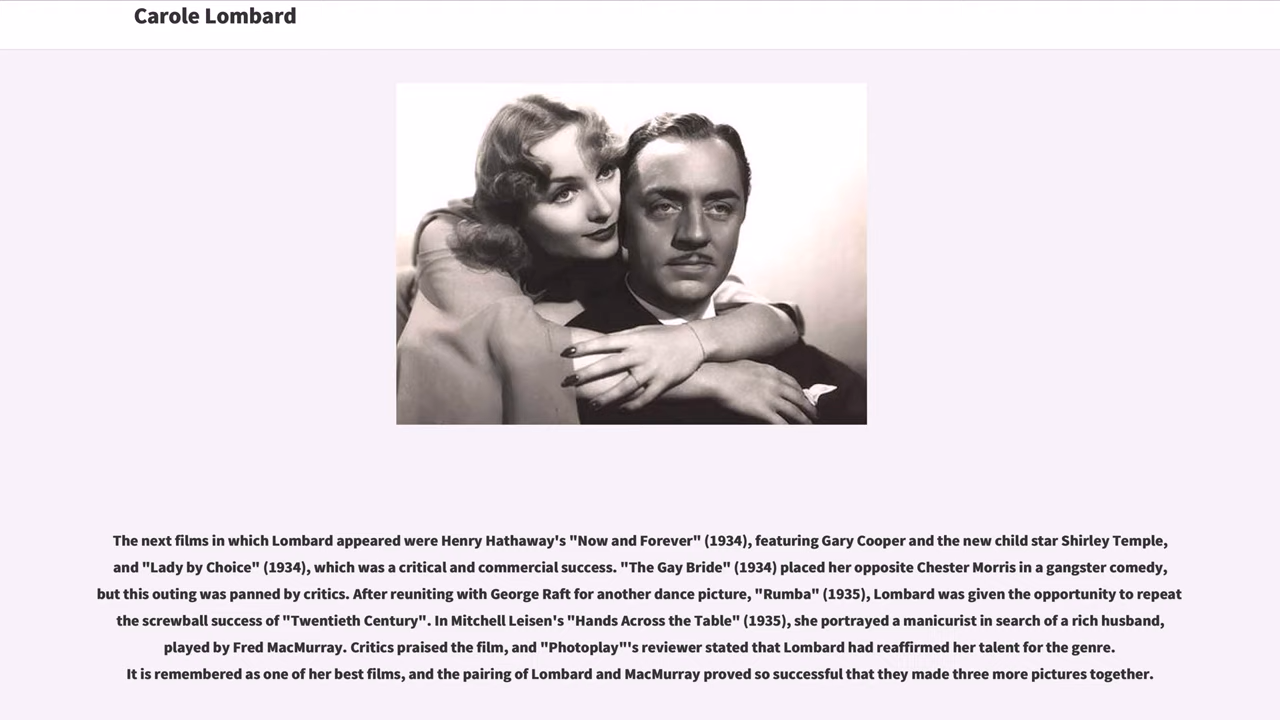 Carole Lombard
The next films in which Lombard appeared were Henry Hathaway's "Now and Forever" (1934), featuring Gary Cooper and the new child star Shirley Temple,
and "Lady by Choice" (1934), which was a critical and commercial success. "The Gay Bride" (1934) placed her opposite Chester Morris in a gangster comedy,
but this outing was panned by critics. After reuniting with George Raft for another dance picture, "Rumba" (1935), Lombard was given the opportunity to repeat
the screwball success of "Twentieth Century". In Mitchell Leisen's "Hands Across the Table" (1935), she portrayed a manicurist in search of a rich husband,
played by Fred MacMurray. Critics praised the film, and "Photoplay"'s reviewer stated that Lombard had reaffirmed her talent for the genre.
It is remembered as one of her best films, and the pairing of Lombard and MacMurray proved so successful that they made three more pictures together.